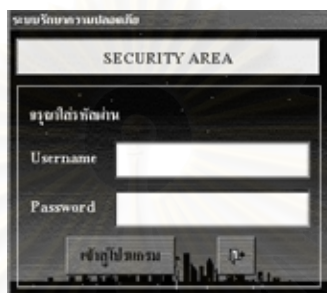 ระบบรักษาความปลอดภัย
SECURITY AREA
กรุณาใส่รหัสผ่าน
Username
Password
เข้าสู่โปรแกรม